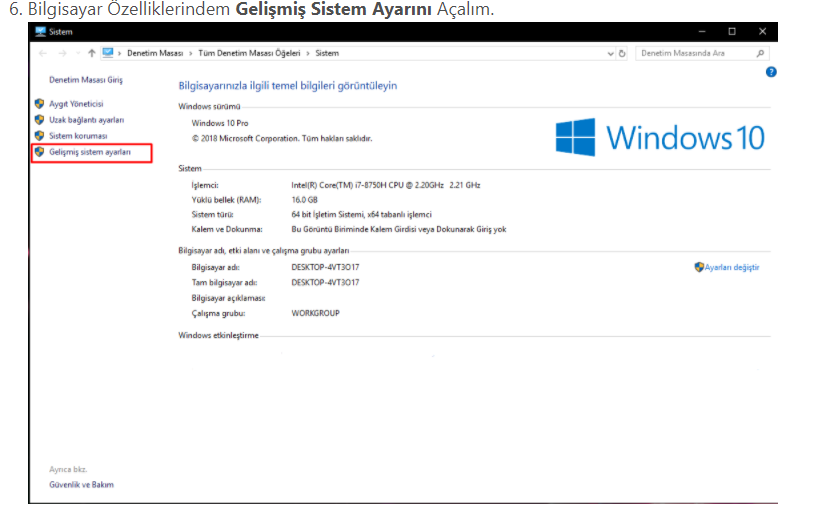 6. Bilgisayar Özelliklerindem Gelişmiş Sistem Ayarını Açalım.
Sistem
Denetim Masası › Tüm Denetim Masası Öğeleri › Sistem
Denetim Masasında Ara
Denetim Masası Giriş
Aygıt Yöneticisi
Uzak bağlantı ayarları
Sistem koruması
Gelişmiş sistem ayarları
Bilgisayarınızla ilgili temel bilgileri görüntüleyin
Windows sürümü
Windows 10 Pro
© 2018 Microsoft Corporation. Tüm hakları saklıdır.
Windows 10
Sistem
İşlemci: Intel(R) Core(TM) i7-8750H CPU @ 2.20GHz 2.21 GHz
Yüklü bellek (RAM): 16.0 GB
Sistem türü: 64 bit İşletim Sistemi, x64 tabanlı işlemci
Kalem ve Dokunma: Bu Görüntü Biriminde Kalem Girdisi veya Dokunarak Giriş yok
Bilgisayar adı, etki alanı ve çalışma grubu ayarları
Bilgisayar adı: DESKTOP-4VT3O17
Ayarları değiştir
Tam bilgisayar adı: DESKTOP-4VT3O17
Bilgisayar açıklaması:
Çalışma grubu: WORKGROUP
Windows etkinleştirme
Ayrıca bkz.
Güvenlik ve Bakım